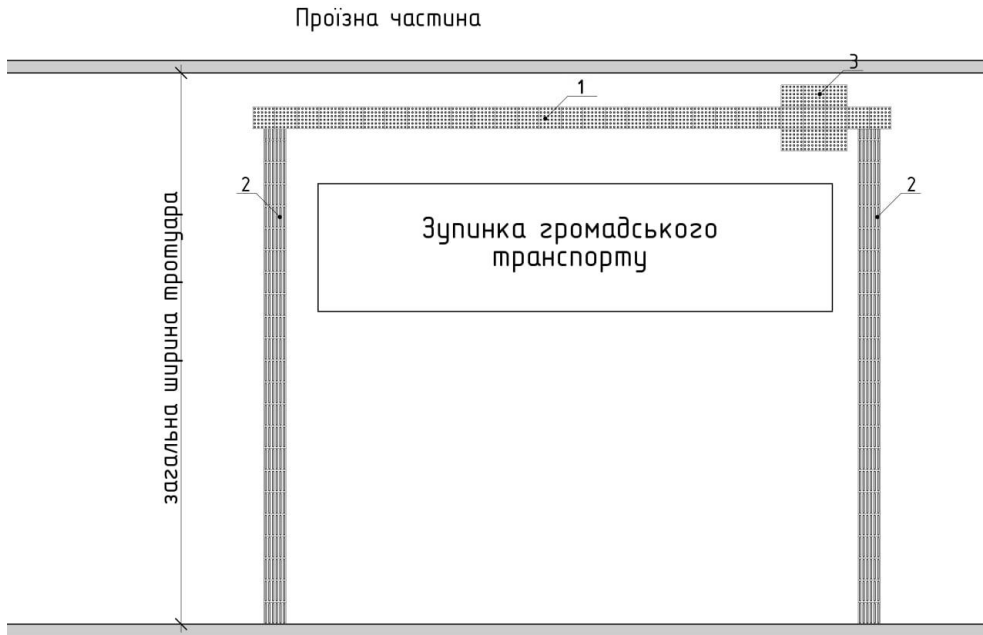 Проїзна частина
3
1
2
2
Зупинка громадського
транспорту
загальна ширина тротуара